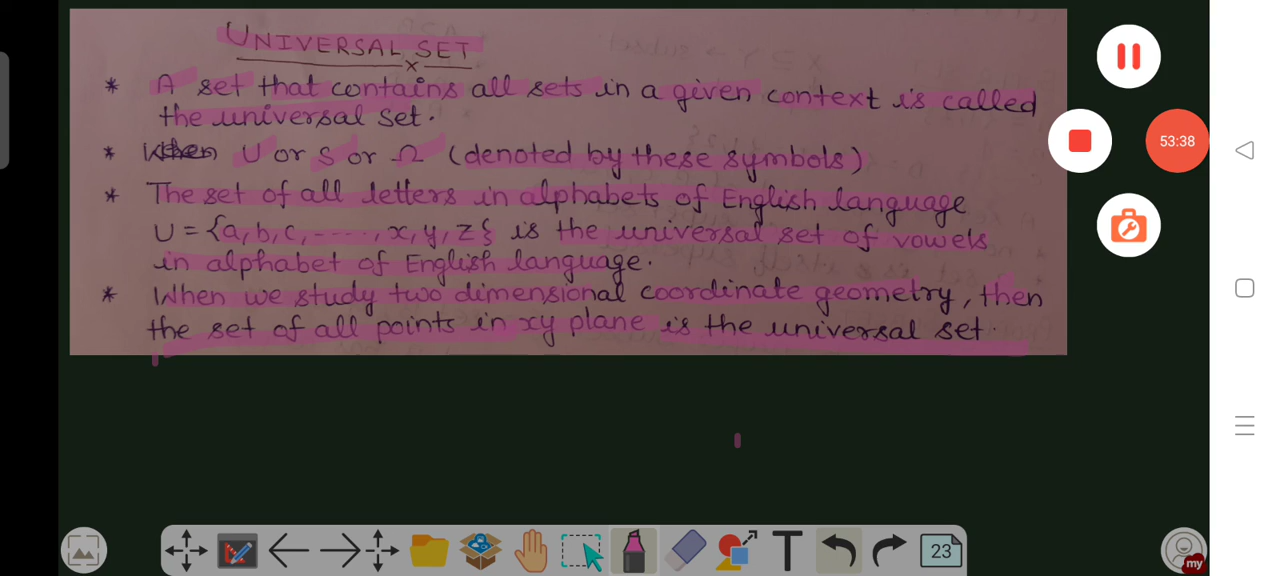 UNIVERSAL SET
* A set that contains all sets in a given context is called
the universal set.
* U or S or Ω (denoted by these symbols)
* The set of all letters in alphabets of English language
U = {a, b, c, -----, x, y, z} is the universal set of vowels
in alphabet of English language.
* When we study two dimensional coordinate geometry, then
the set of all points in xy plane is the universal set.
53:38
T
23
my